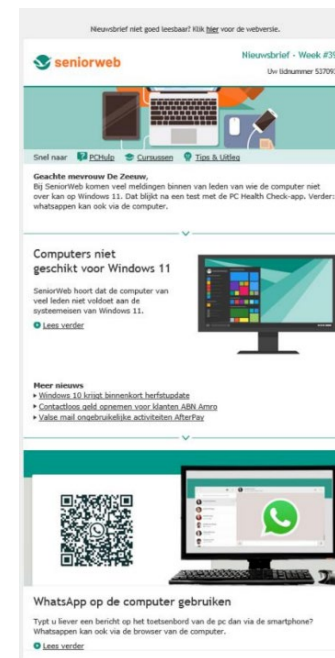 Nieuwsbrief niet goed leesbaar? Klik hier voor de webversie.
seniorweb
Nieuwsbrief - Week #39
Uw lidnummer 53709
Snel naar PCHulp Cursussen Tips & Uitleg
Geachte mevrouw De Zeeuw,
Bij SeniorWeb komen veel meldingen binnen van leden van wie de computer niet
over kan op Windows 11. Dat blijkt na een test met de PC Health Check-app. Verder:
whatsappen kan ook via de computer.
Computers niet
geschikt voor Windows 11
SeniorWeb hoort dat de computer van
veel leden niet voldoet aan de
systeemeisen van Windows 11.
Lees verder
Meer nieuws
Windows 10 krijgt binnenkort herfstupdate
Contactloos geld opnemen voor klanten ABN Amro
Valse mail ongebruikelijke activiteiten AfterPay
WhatsApp op de computer gebruiken
Typt u liever een bericht op het toetsenbord van de pc dan via de smartphone?
Whatsappen kan ook via de browser van de computer.
Lees verder